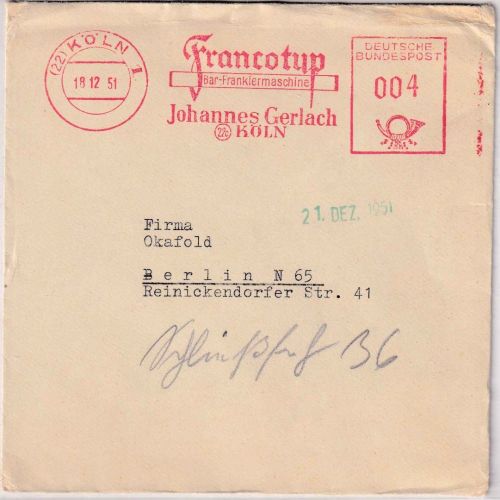 (22) KÖLN 1
18 12 51
Francotyp
Bar-Frankiermaschine
Johannes Gerlach
22c KÖLN
DEUTSCHE
BUNDESPOST
004
21. DEZ. 1951
Firma
Okafold
Berlin N 65
Reinickendorfer Str. 41
Schließfach 36